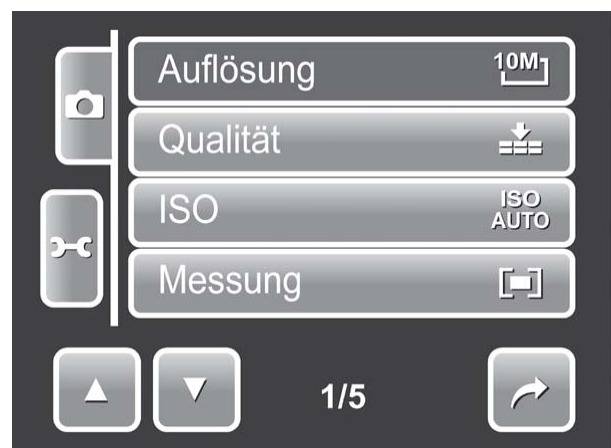 Auflösung 10M
Qualität
ISO ISO AUTO
Messung
1/5